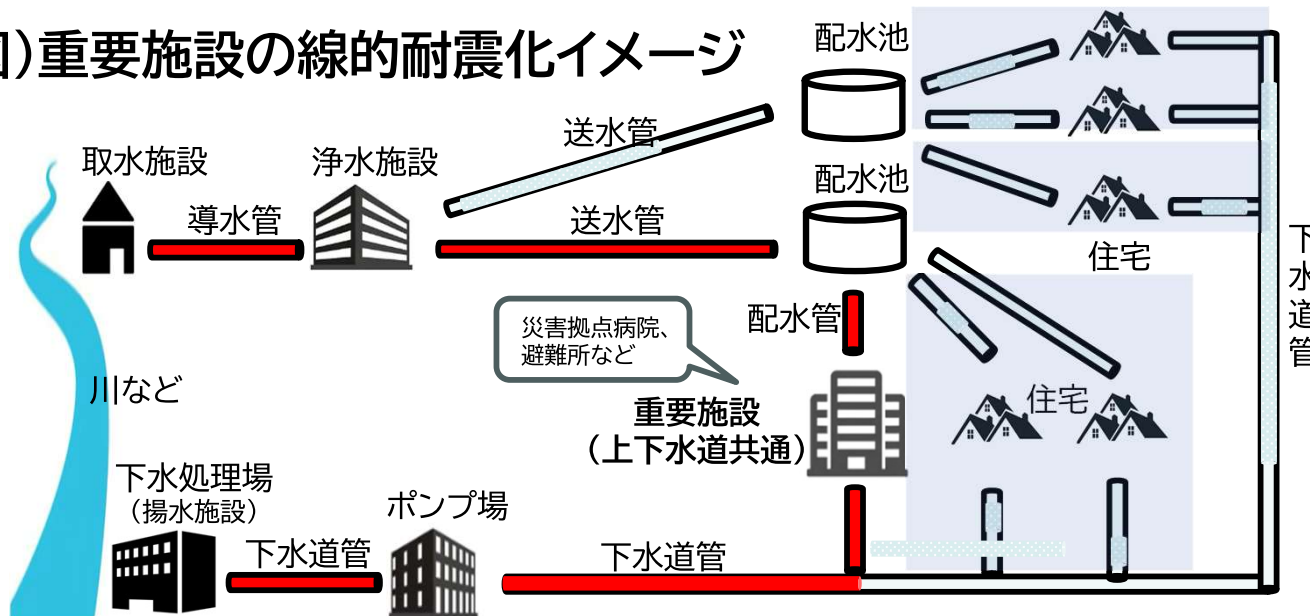 )重要施設の線的耐震化イメージ
配水池
送水管
取水施設
浄水施設
配水池
導水管
送水管
住宅
下水道管
災害拠点病院、
避難所など
配水管
川など
住宅
重要施設
(上下水道共通)
下水処理場
(揚水施設)
ポンプ場
下水道管
下水道管